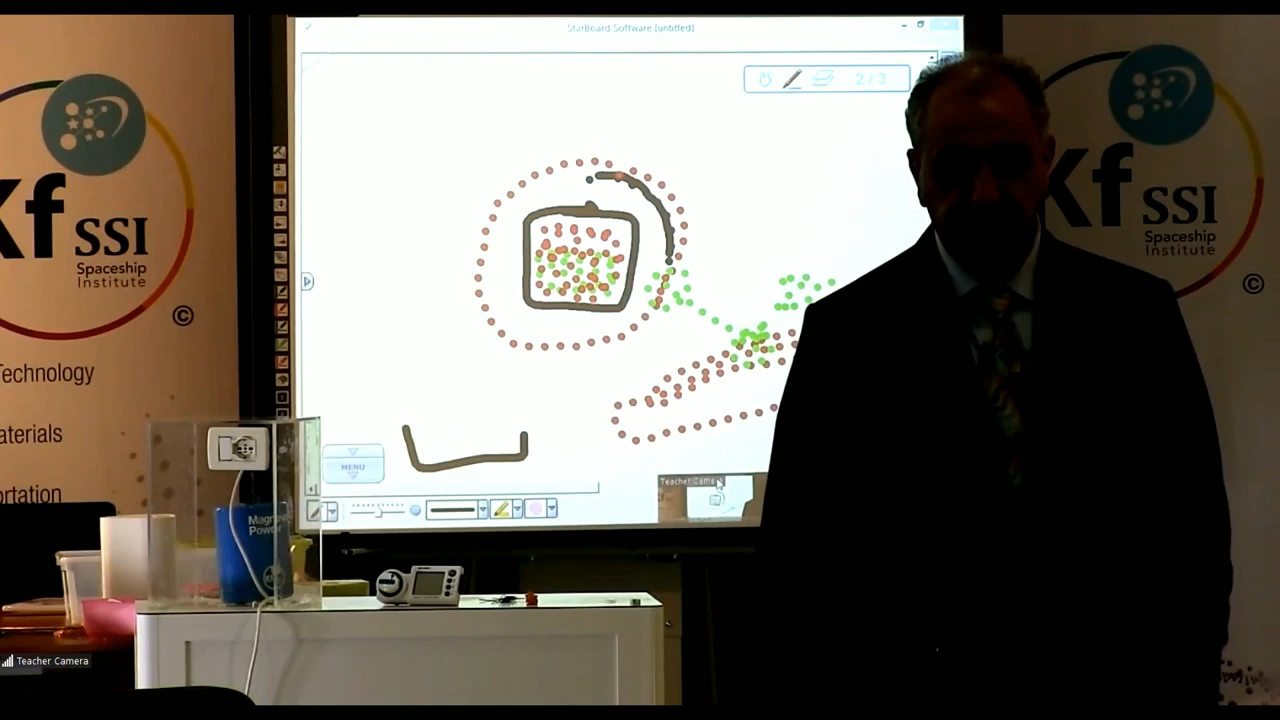 StarBoard Software [untitled]
2 / 3
Kf SSI
Spaceship
Institute
©
Technology
aterials
ortation
Kf SSI
Spaceship
Institute
©
MENU
Teacher Camera
Magne
Power
Teacher Camera